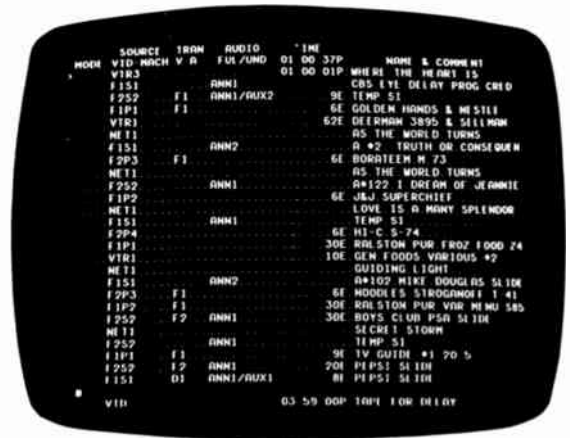 SOURCE TRAN AUDIO TIME
MODE VID-MACH V A FUL/UND 01 00 37P NAME & COMMENT
VTR3 01 00 01P WHERE THE HEART IS
F1S1 ANN1 CBS EYE DELAY PROG CRED
F2S2 F1 ANN1/AUX2 9E TEMP SI
F1P1 F1 6E GOLDEN HANDS & NESTLE
VTR1 62E DEERMAN 3895 & SELLMAN
NET1 AS THE WORLD TURNS
F1S1 ANN2 A *2 TRUTH OR CONSEQUEN
F2P3 F1 6E BORATEEM M 73
NET1 AS THE WORLD TURNS
F2S2 ANN1 A*122 I DREAM OF JEANNIE
F1P2 6E J&J SUPERCHIEF
NET1 LOVE IS A MANY SPLENDOR
F1S1 ANN1 TEMP SI
F2P4 6E HI-C S-74
F1P1 30E RALSTON PUR FROZ FOOD 24
VTR1 10E GEN FOODS VARIOUS *2
NET1 GUIDING LIGHT
F1S1 ANN2 A*102 MIKE DOUGLAS SLIDE
F2P3 F1 6E NOODLES STROGANOFF 1 41
F1P2 F1 30E RALSTON PUR VAR MENU 585
F2S2 F2 ANN1 30E BOYS CLUB PSA SLIDE
NET1 SECRET STORM
F2S2 ANN1 TEMP SI
F1P1 F1 9E TV GUIDE *1 20 5
F2S2 F2 ANN1 20E PEPSI SLIDE
F1S1 D1 ANN1/AUX1 8E PEPSI SLIDE
VID 03 59 00P TAPE FOR DELAY